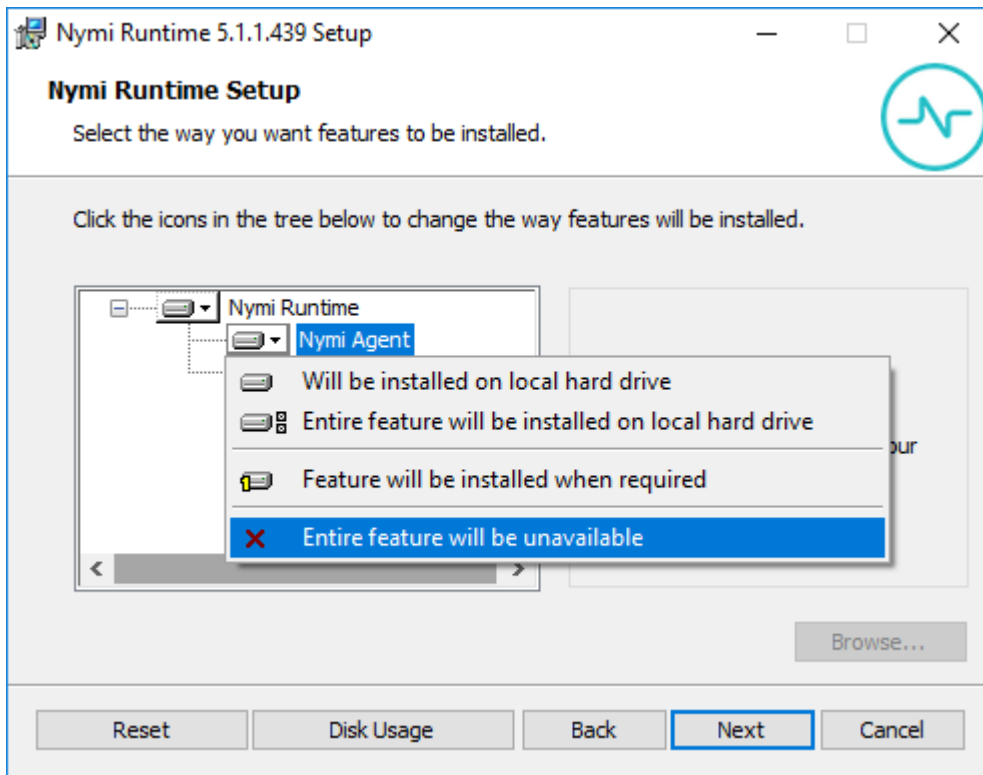 Nymi Runtime 5.1.1.439 Setup
Nymi Runtime Setup
Select the way you want features to be installed.
Click the icons in the tree below to change the way features will be installed.
Nymi Runtime
Nymi Agent
Will be installed on local hard drive
Entire feature will be installed on local hard drive
Feature will be installed when required
Entire feature will be unavailable
Browse...
Reset
Disk Usage
Back
Next
Cancel